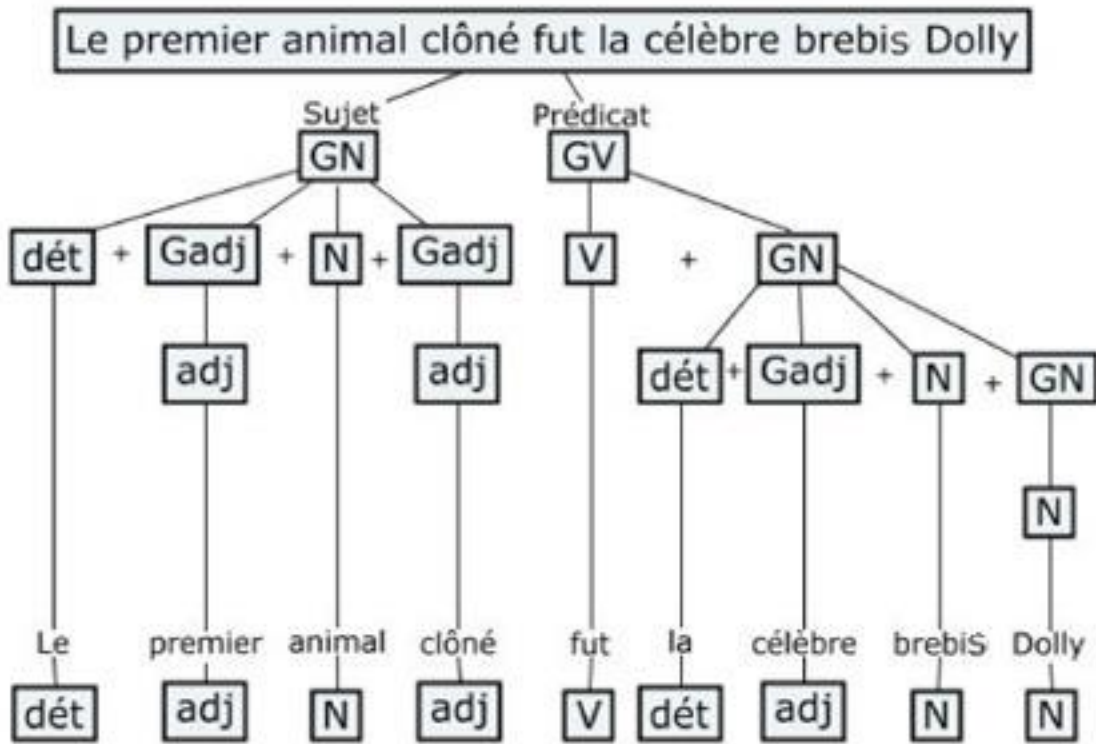 Le premier animal clôné fut la célèbre brebis Dolly
Sujet Prédicat
GN GV
dét + Gadj + N + Gadj V + GN
adj adj dét + Gadj + N + GN
N
Le premier animal clôné fut la célèbre brebiS Dolly
dét adj N adj V dét adj N N